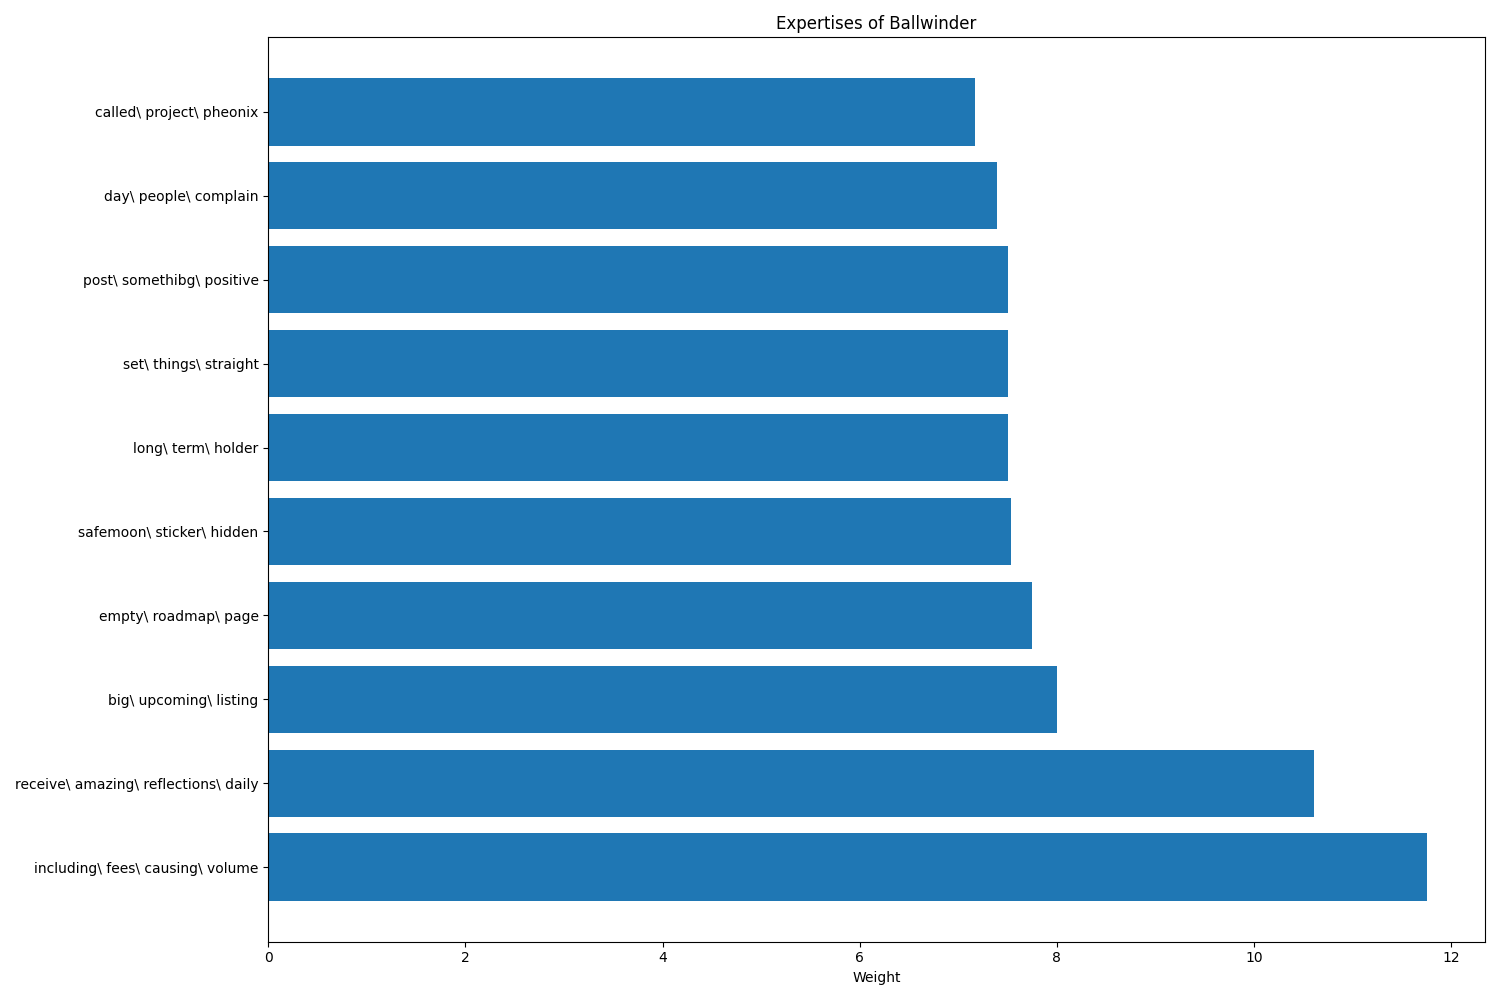 Expertises of Ballwinder
called\ project\ pheonix
day\ people\ complain
post\ somethibg\ positive
set\ things\ straight
long\ term\ holder
safemoon\ sticker\ hidden
empty\ roadmap\ page
big\ upcoming\ listing
receive\ amazing\ reflections\ daily
including\ fees\ causing\ volume
0 2 4 6 8 10 12
Weight